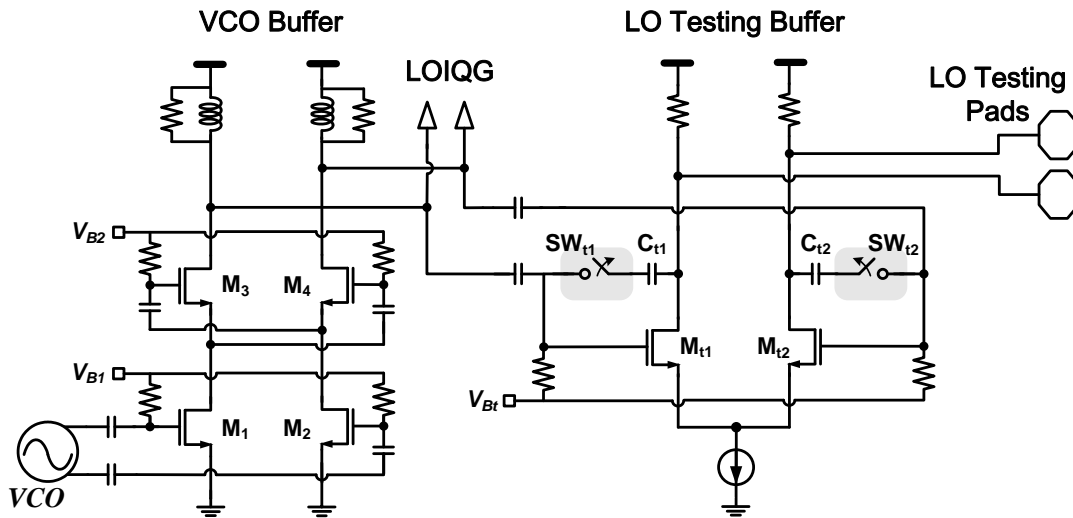 VCO Buffer
LO Testing Buffer
LOIQG
LO Testing
Pads
VB2
SWt1
Ct1
Ct2
SWt2
M3
M4
Mt1
Mt2
VB1
VBt
M1
M2
VCO